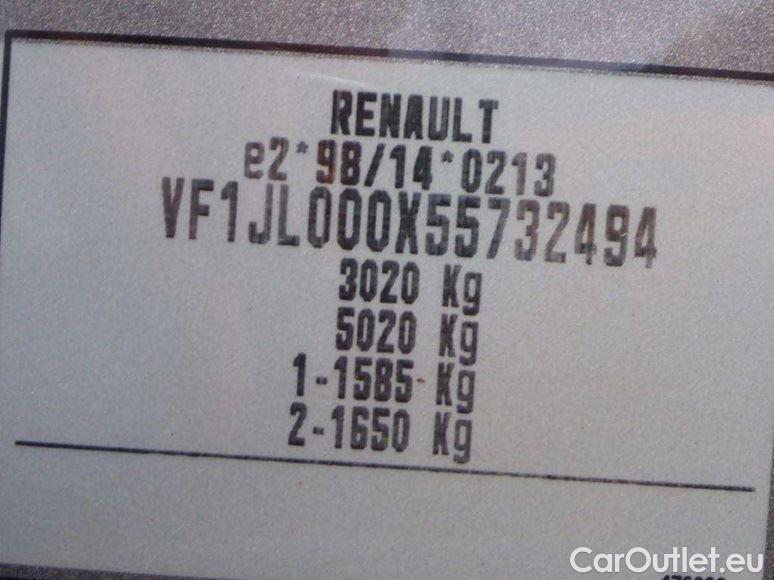 RENAULT
e2*98/14*0213
VF1JL000X55732494
3020 Kg
5020 Kg
1-1585 Kg
2-1650 Kg
CarOutlet.eu